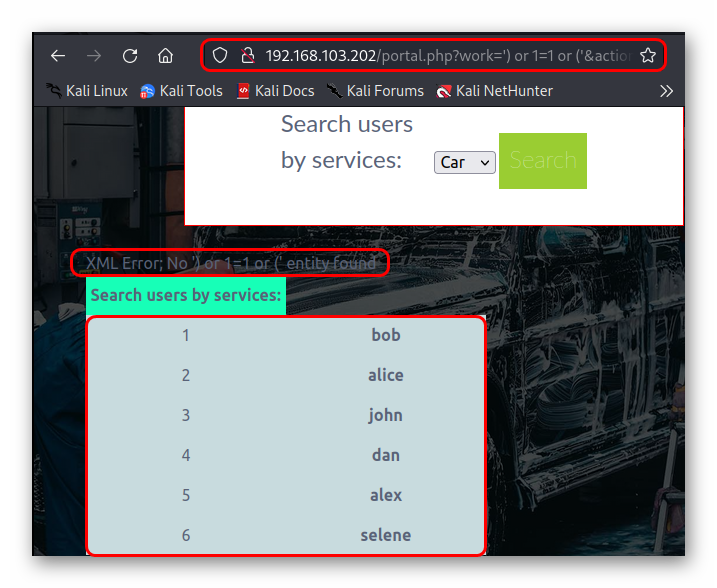 192.168.103.202/portal.php?work=') or 1=1 or ('&action
Kali Linux Kali Tools Kali Docs Kali Forums Kali NetHunter
Search users
by services: Car Search
XML Error; No ') or 1=1 or (' entity found
Search users by services:
1 bob
2 alice
3 john
4 dan
5 alex
6 selene